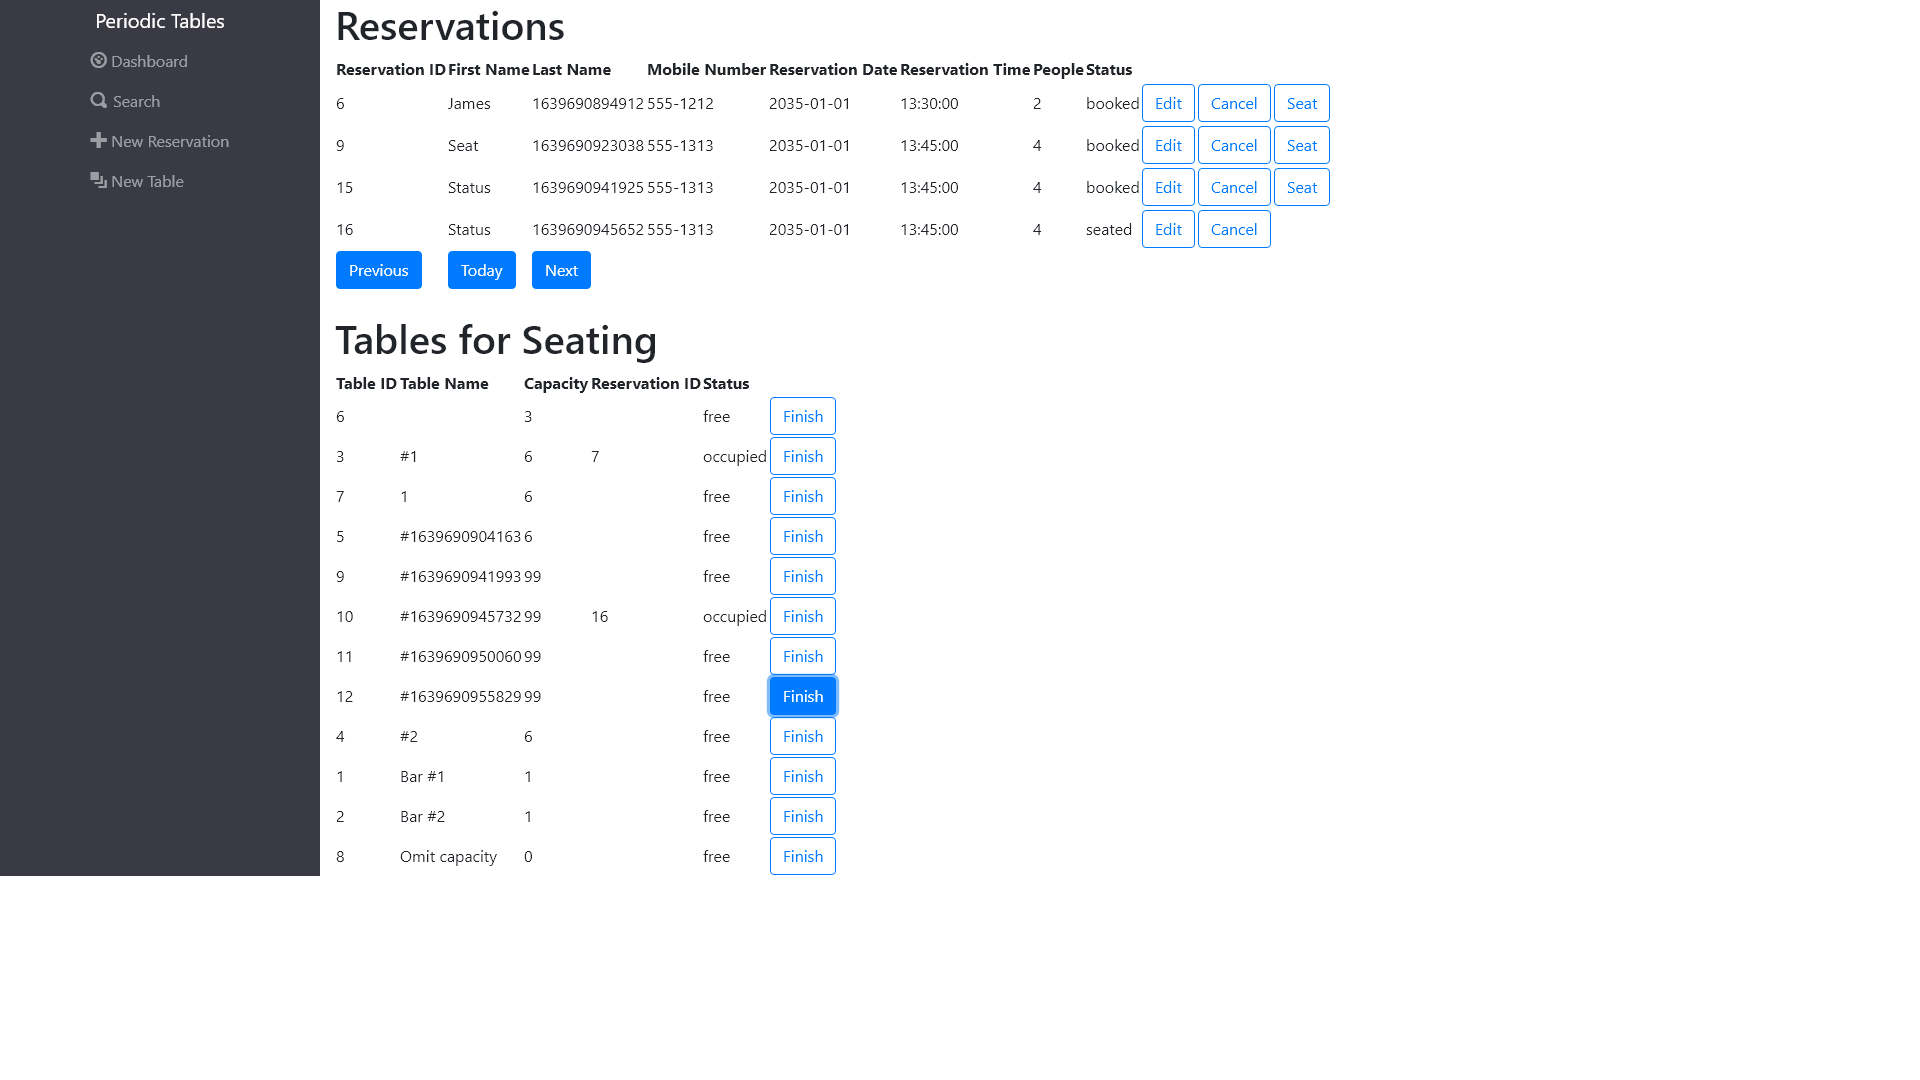 Periodic Tables
Dashboard
Search
New Reservation
New Table
Reservations
Reservation ID First Name Last Name Mobile Number Reservation Date Reservation Time People Status
6 James 1639690894912 555-1212 2035-01-01 13:30:00 2 booked Edit Cancel Seat
9 Seat 1639690923038 555-1313 2035-01-01 13:45:00 4 booked Edit Cancel Seat
15 Status 1639690941925 555-1313 2035-01-01 13:45:00 4 booked Edit Cancel Seat
16 Status 1639690945652 555-1313 2035-01-01 13:45:00 4 seated Edit Cancel
Previous Today Next
Tables for Seating
Table ID Table Name Capacity Reservation ID Status
6 3 free Finish
3 #1 6 7 occupied Finish
7 1 6 free Finish
5 #1639690904163 6 free Finish
9 #1639690941993 99 free Finish
10 #1639690945732 99 16 occupied Finish
11 #1639690950060 99 free Finish
12 #1639690955829 99 free Finish
4 #2 6 free Finish
1 Bar #1 1 free Finish
2 Bar #2 1 free Finish
8 Omit capacity 0 free Finish